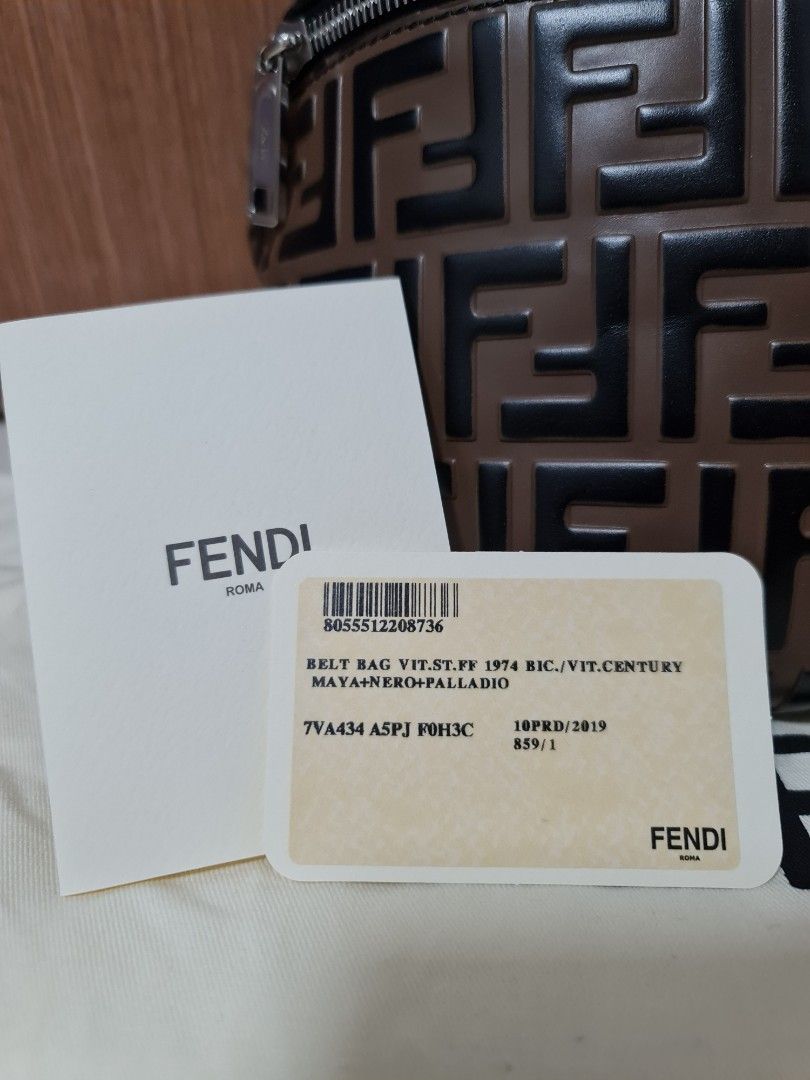 FENDI
ROMA
8055512208736
BELT BAG VIT.ST.FF 1974 BIC./VIT.CENTURY
MAYA+NERO+PALLADIO
7VA434 A5PJ F0H3C
10PRD/2019
859/1
FENDI
ROMA